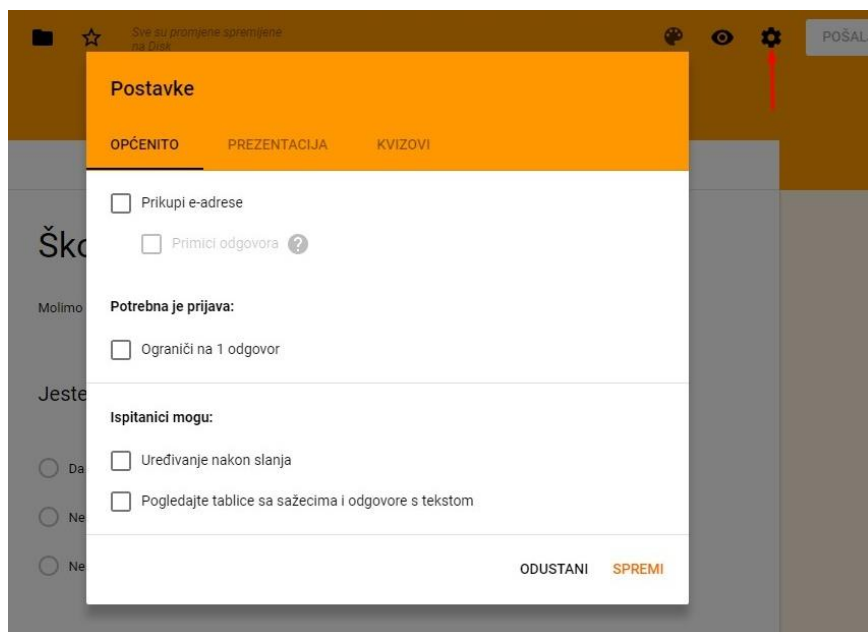 Sve su promjene spremljene
na Disk
POŠAL
Postavke
OPĆENITO PREZENTACIJA KVIZOVI
Prikupi e-adrese
Primici odgovora ?
Ško
Molimo
Potrebna je prijava:
Ograniči na 1 odgovor
Jeste
Ispitanici mogu:
Uređivanje nakon slanja
Da
Pogledajte tablice sa sažecima i odgovore s tekstom
Ne
Ne
ODUSTANI SPREMI